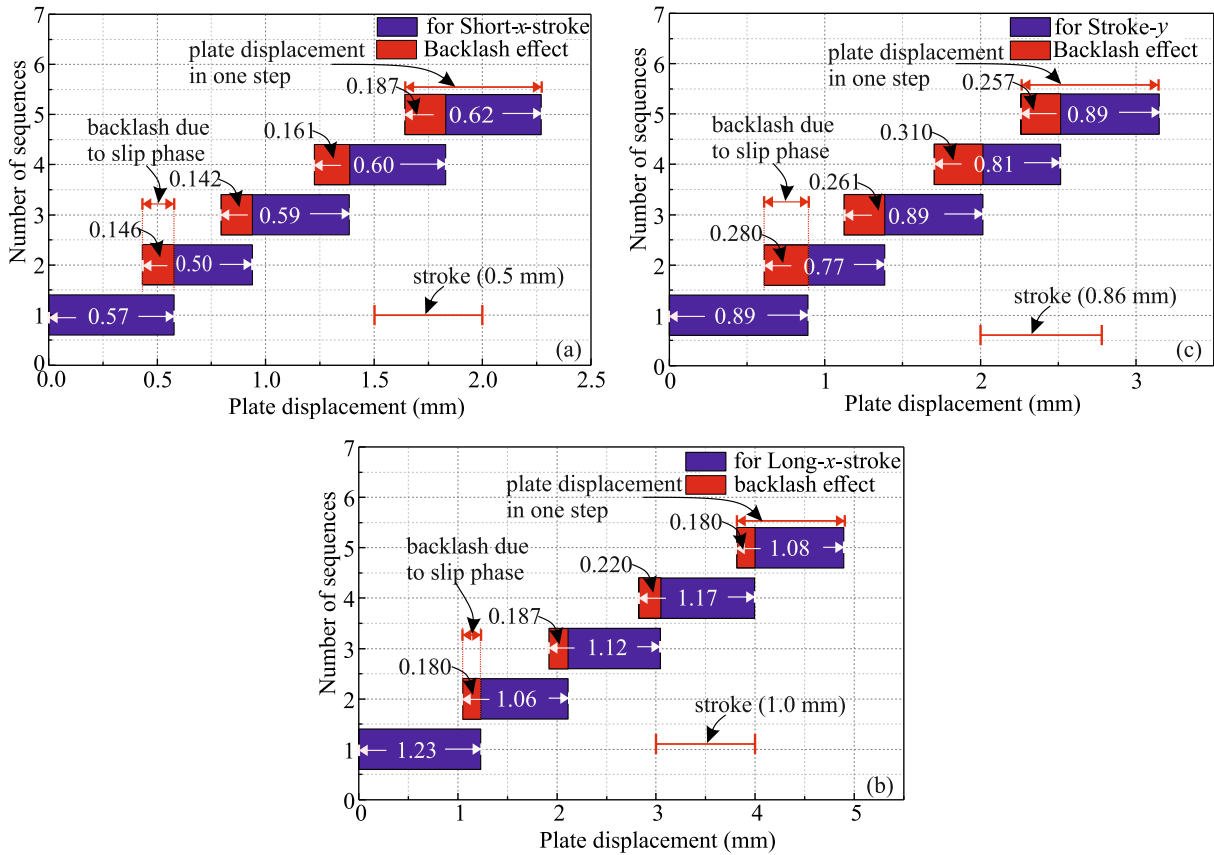 for Short-x-stroke
Backlash effect
plate displacement
in one step
0.187
0.62
backlash due
to slip phase
0.161
0.60
0.142
0.59
0.146
0.50
stroke (0.5 mm)
0.57
(a)
Number of sequences
0
1
2
3
4
5
6
7
0.0
0.5
1.0
1.5
2.0
2.5
Plate displacement (mm)
for Stroke-y
Backlash effect
plate displacement
in one step
0.257
0.89
backlash due
to slip phase
0.310
0.81
0.261
0.89
0.280
0.77
stroke (0.86 mm)
0.89
(c)
Number of sequences
0
1
2
3
4
5
6
7
0
1
2
3
Plate displacement (mm)
for Long-x-stroke
backlash effect
plate displacement
in one step
0.180
1.08
backlash due
to slip phase
0.220
1.17
0.187
1.12
0.180
1.06
stroke (1.0 mm)
1.23
(b)
Number of sequences
0
1
2
3
4
5
6
7
0
1
2
3
4
5
Plate displacement (mm)